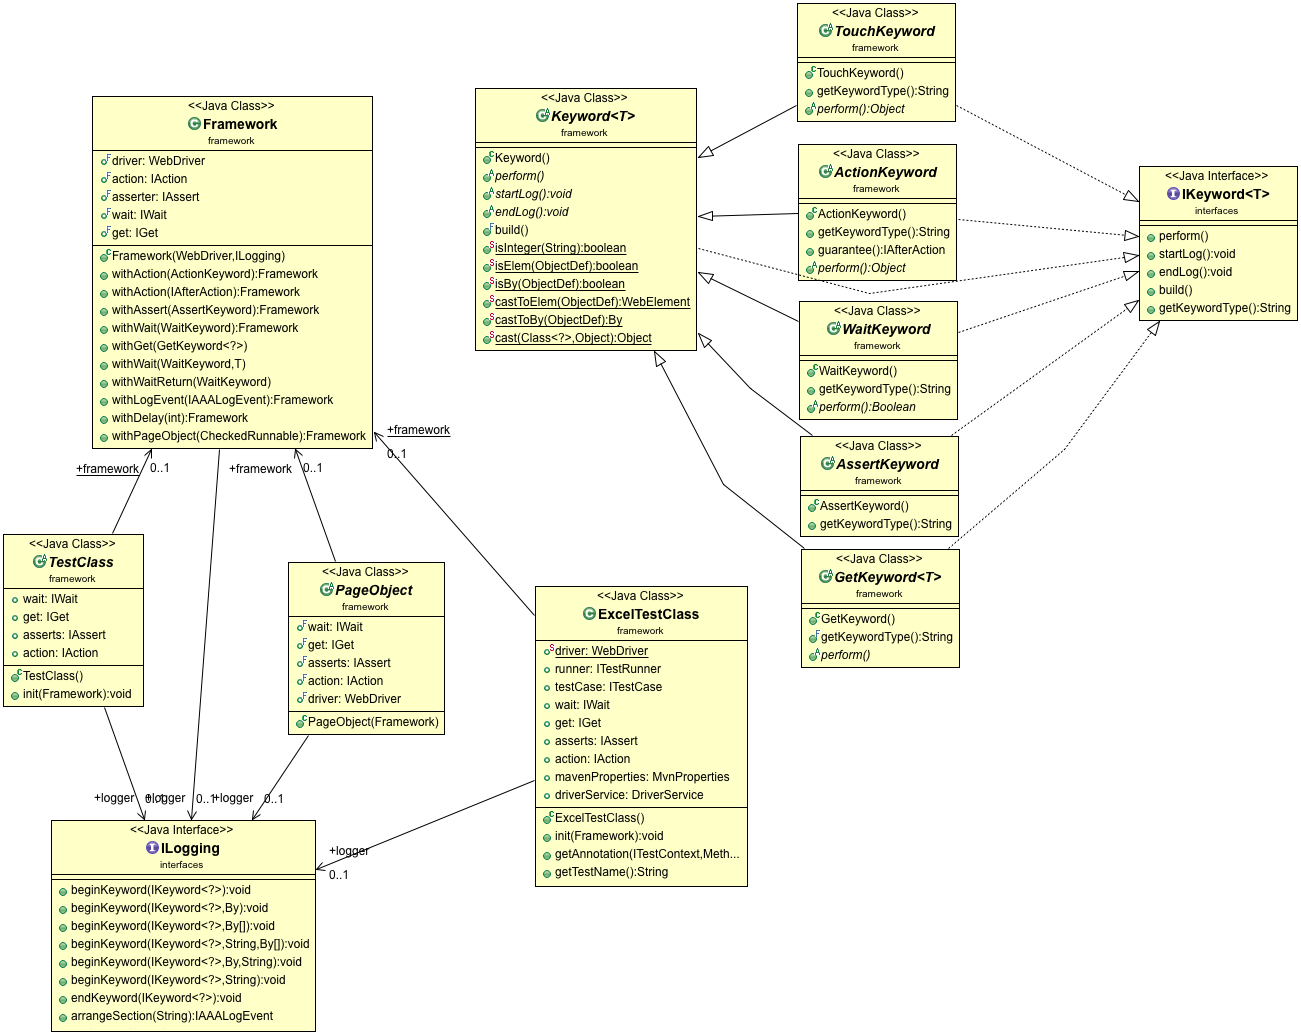 <<Java Class>>
TouchKeyword
framework
TouchKeyword()
getKeywordType():String
perform():Object
<<Java Class>>
Framework
framework
driver: WebDriver
action: IAction
asserter: IAssert
wait: IWait
get: IGet
Framework(WebDriver,ILogging)
withAction(ActionKeyword):Framework
withAction(IAfterAction):Framework
withAssert(AssertKeyword):Framework
withWait(WaitKeyword):Framework
withGet(GetKeyword<?>)
withWait(WaitKeyword,T)
withWaitReturn(WaitKeyword)
withLogEvent(IAAALogEvent):Framework
withDelay(int):Framework
withPageObject(CheckedRunnable):Framework
<<Java Class>>
Keyword<T>
framework
Keyword()
perform()
startLog():void
endLog():void
build()
isInteger(String):boolean
isElem(ObjectDef):boolean
isBy(ObjectDef):boolean
castToElem(ObjectDef):WebElement
castToBy(ObjectDef):By
cast(Class<?>,Object):Object
<<Java Class>>
ActionKeyword
framework
ActionKeyword()
getKeywordType():String
guarantee():IAfterAction
perform():Object
<<Java Interface>>
IKeyword<T>
interfaces
perform()
startLog():void
endLog():void
build()
getKeywordType():String
<<Java Class>>
WaitKeyword
framework
WaitKeyword()
getKeywordType():String
perform():Boolean
<<Java Class>>
AssertKeyword
framework
AssertKeyword()
getKeywordType():String
<<Java Class>>
GetKeyword<T>
framework
GetKeyword()
getKeywordType():String
perform()
+framework
0..1
+framework
0..1
+framework
0..1
<<Java Class>>
TestClass
framework
wait: IWait
get: IGet
asserts: IAssert
action: IAction
TestClass()
init(Framework):void
<<Java Class>>
PageObject
framework
wait: IWait
get: IGet
asserts: IAssert
action: IAction
driver: WebDriver
PageObject(Framework)
<<Java Class>>
ExcelTestClass
framework
driver: WebDriver
runner: ITestRunner
testCase: ITestCase
wait: IWait
get: IGet
asserts: IAssert
action: IAction
mavenProperties: MvnProperties
driverService: DriverService
ExcelTestClass()
init(Framework):void
getAnnotation(ITestContext,Meth...
getTestName():String
+logger
0..1
+logger
0..1
+logger
0..1
+logger
0..1
<<Java Interface>>
ILogging
interfaces
beginKeyword(IKeyword<?>):void
beginKeyword(IKeyword<?>,By):void
beginKeyword(IKeyword<?>,By[]):void
beginKeyword(IKeyword<?>,String,By[]):void
beginKeyword(IKeyword<?>,By,String):void
beginKeyword(IKeyword<?>,String):void
endKeyword(IKeyword<?>):void
arrangeSection(String):IAAALogEvent